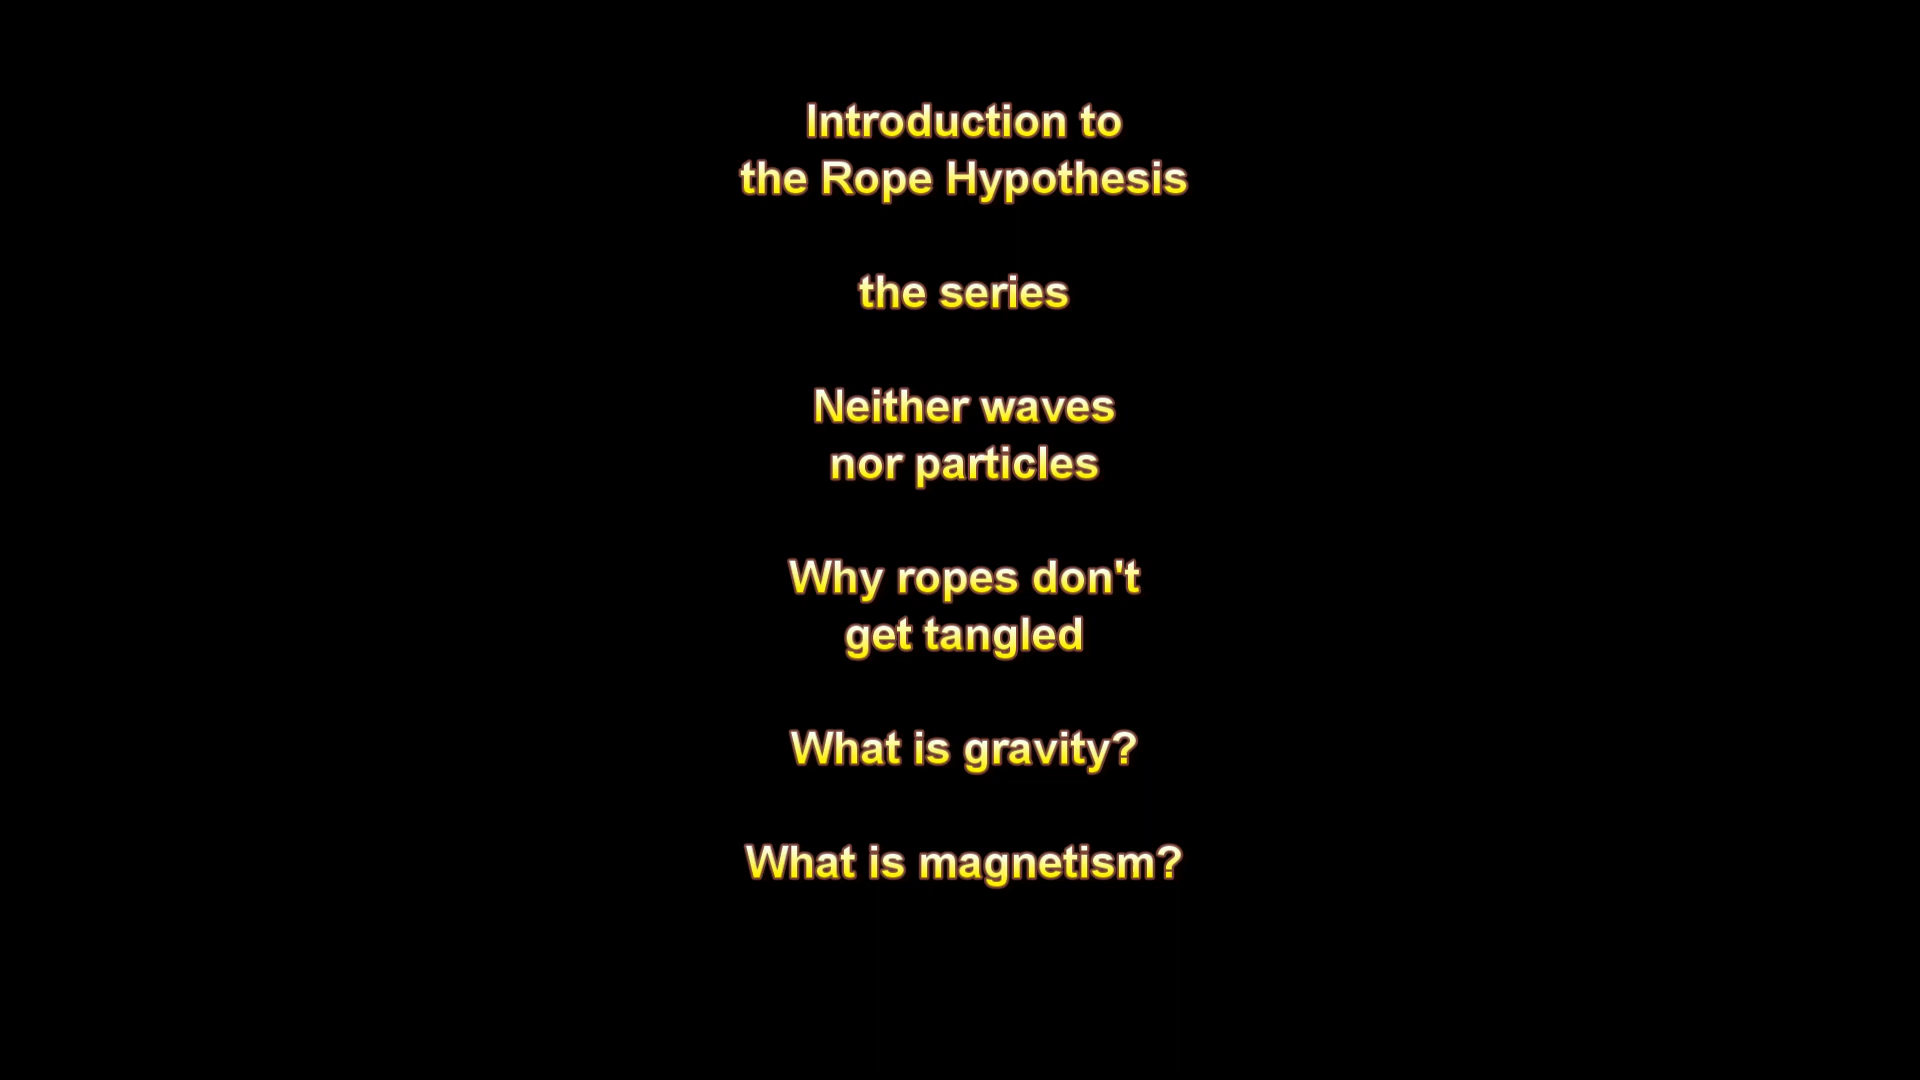 Introduction to
the Rope Hypothesis
the series
Neither waves
nor particles
Why ropes don't
get tangled
What is gravity?
What is magnetism?